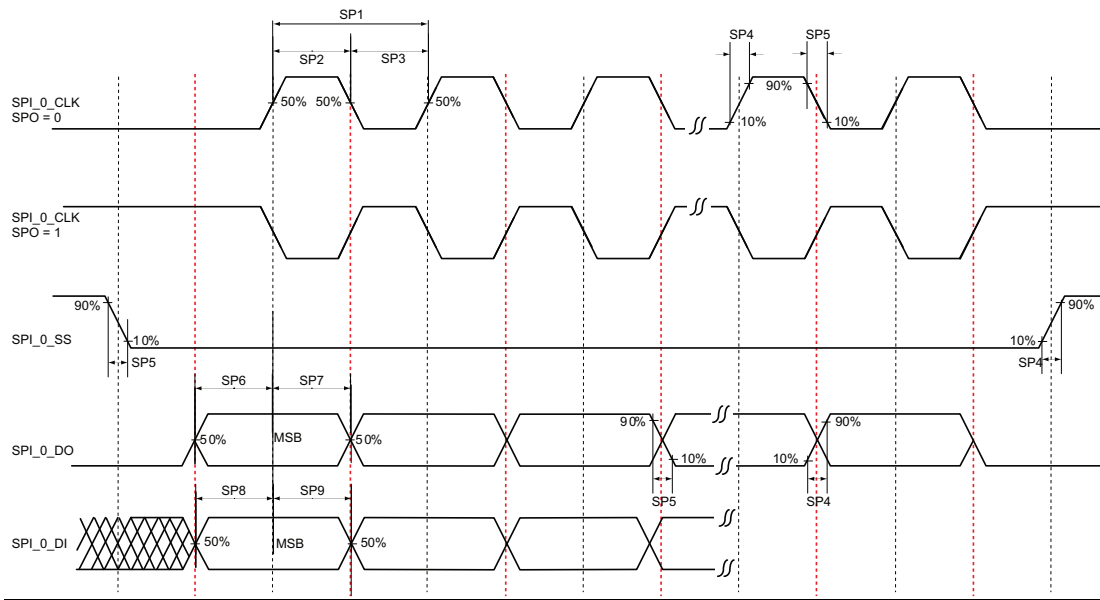 SP1
SP2
SP3
SP4
SP5
SPI_0_CLK
SPO = 0
50%
50%
50%
90%
10%
10%
SPI_0_CLK
SPO = 1
90%
10%
SP5
SPI_0_SS
10%
90%
SP4
SP6
SP7
SPI_0_DO
50%
MSB
50%
90%
10%
SP5
90%
10%
SP4
SP8
SP9
SPI_0_DI
50%
MSB
50%